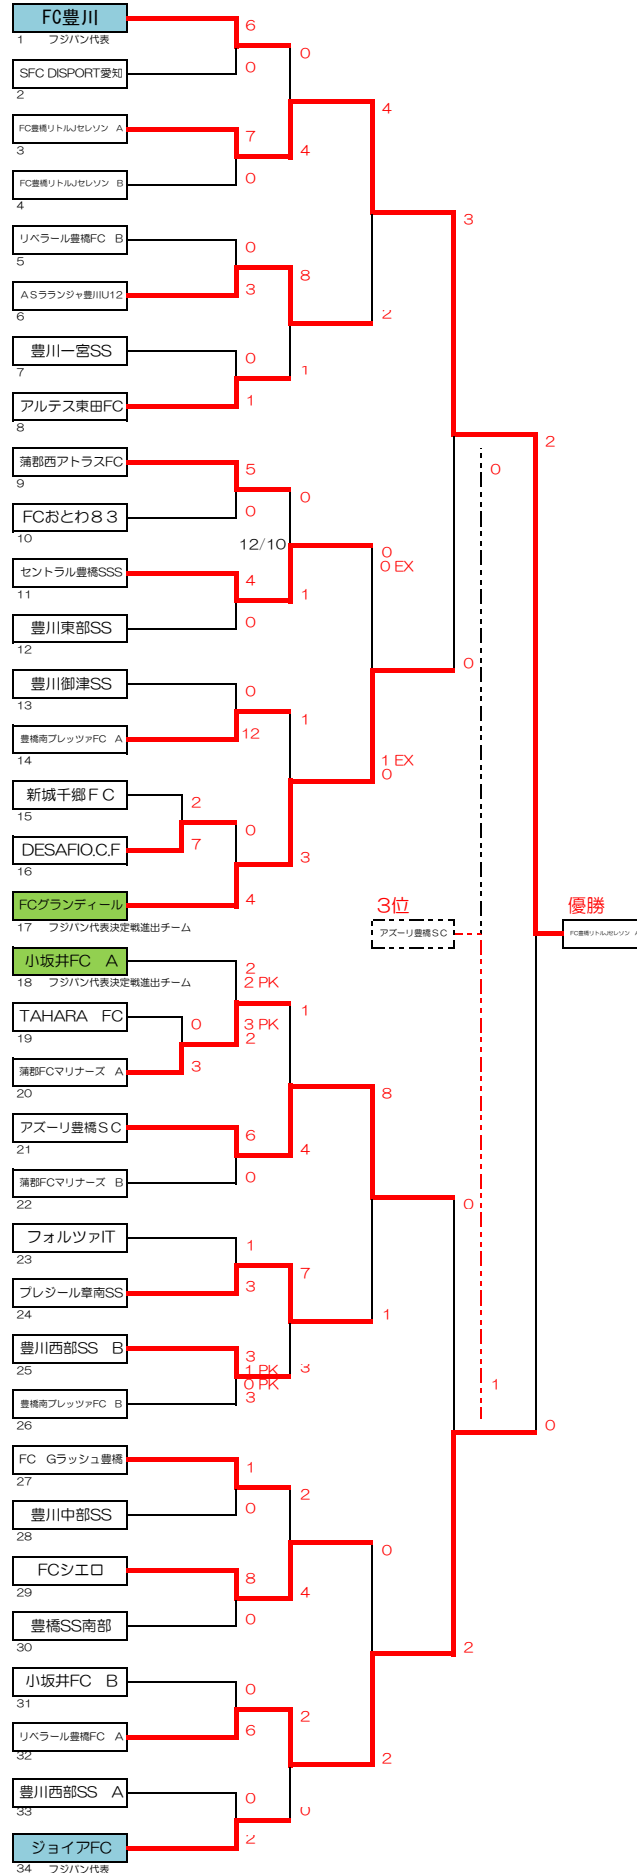 FC豊川
6
1 フジパン代表
0
SFC DISPORT愛知
0
2
4
FC豊橋リトルJセレソン A
7
3
4
FC豊橋リトルJセレソン B
0
4
3
リベラール豊橋FC B
0
5
8
ASラランジャ豊川U12
3
6
2
豊川一宮SS
0
7
1
アルテス東田FC
1
8
2
蒲郡西アトラスFC
5
0
9
0
FCおとわ83
0
10
12/10
0
0 EX
セントラル豊橋SSS
4
11
1
豊川東部SS
0
12
0
豊川御津SS
0
13
1
豊橋南プレッツァFC A
12
14
1 EX
0
新城千郷FC
2
15
0
DESAFIO.C.F
7
3
16
FCグランディール
4
3位
優勝
17 フジパン代表決定戦進出チーム
アズーリ豊橋SC
FC豊橋リトルJセレソン A
小坂井FC A
2
2 PK
18 フジパン代表決定戦進出チーム
1
TAHARA FC
0
3 PK
2
19
蒲郡FCマリナーズ A
3
20
8
アズーリ豊橋SC
6
21
4
蒲郡FCマリナーズ B
0
22
0
フォルツァIT
1
23
7
プレジール章南SS
3
24
1
豊川西部SS B
3
1 PK
3
25
0 PK
3
1
豊橋南プレッツァFC B
26
0
FC Gラッシュ豊橋
1
27
2
豊川中部SS
0
28
0
FCシエロ
8
29
4
豊橋SS南部
0
30
2
小坂井FC B
0
31
2
リベラール豊橋FC A
6
32
2
豊川西部SS A
0
33
0
ジョイアFC
2
34 フジパン代表